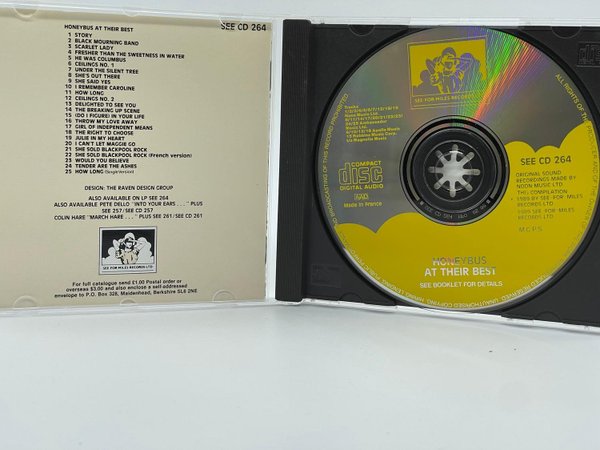 HONEYBUS AT THEIR BEST
SEE CD 264
1 STORY
2 BLACK MOURNING BAND
3 SCARLET LADY
4 FRESHER THAN THE SWEETNESS IN WATER
5 HE WAS COLUMBUS
6 CEILINGS NO. 1
7 UNDER THE SILENT TREE
8 SHE'S OUT THERE
9 SHE SAID YES
10 I REMEMBER CAROLINE
11 HOW LONG
12 CEILINGS NO. 2
13 DELIGHTED TO SEE YOU
14 THE BREAKING UP SCENE
15 (DO I FIGURE) IN YOUR LIFE
16 THROW MY LOVE AWAY
17 GIRL OF INDEPENDENT MEANS
18 THE RIGHT TO CHOOSE
19 JULIE IN MY HEART
20 I CAN'T LET MAGGIE GO
21 SHE SOLD BLACKPOOL ROCK
22 SHE SOLD BLACKPOOL ROCK (French version)
23 WOULD YOU BELIEVE
24 TENDER ARE THE ASHES
25 HOW LONG (Single Version)
DESIGN: THE RAVEN DESIGN GROUP
ALSO AVAILABLE ON LP SEE 264
ALSO AVAILABLE PETE DELLO "INTO YOUR EARS . . ." PLUS
SEE 257/SEE CD 257
COLIN HARE "MARCH HARE . . ." PLUS SEE 261/SEE CD 261
SEE FOR MILES RECORDS LTD
For full catalogue send £1.00 Postal order or
overseas $3.00 and also enclose a self-addressed
envelope to P.O. Box 328, Maidenhead, Berkshire SL6 2NE
SEE FOR MILES RECORDS LTD
COMPACT
disc
DIGITAL AUDIO
Made in France
SEE CD 264
ORIGINAL SOUND
RECORDINGS MADE BY
NOON MUSIC LTD.
THIS COMPILATION
1989 SEE FOR MILES
RECORDS LTD
M.C.P.S.
HONEYBUS
AT THEIR BEST
SEE BOOKLET FOR DETAILS